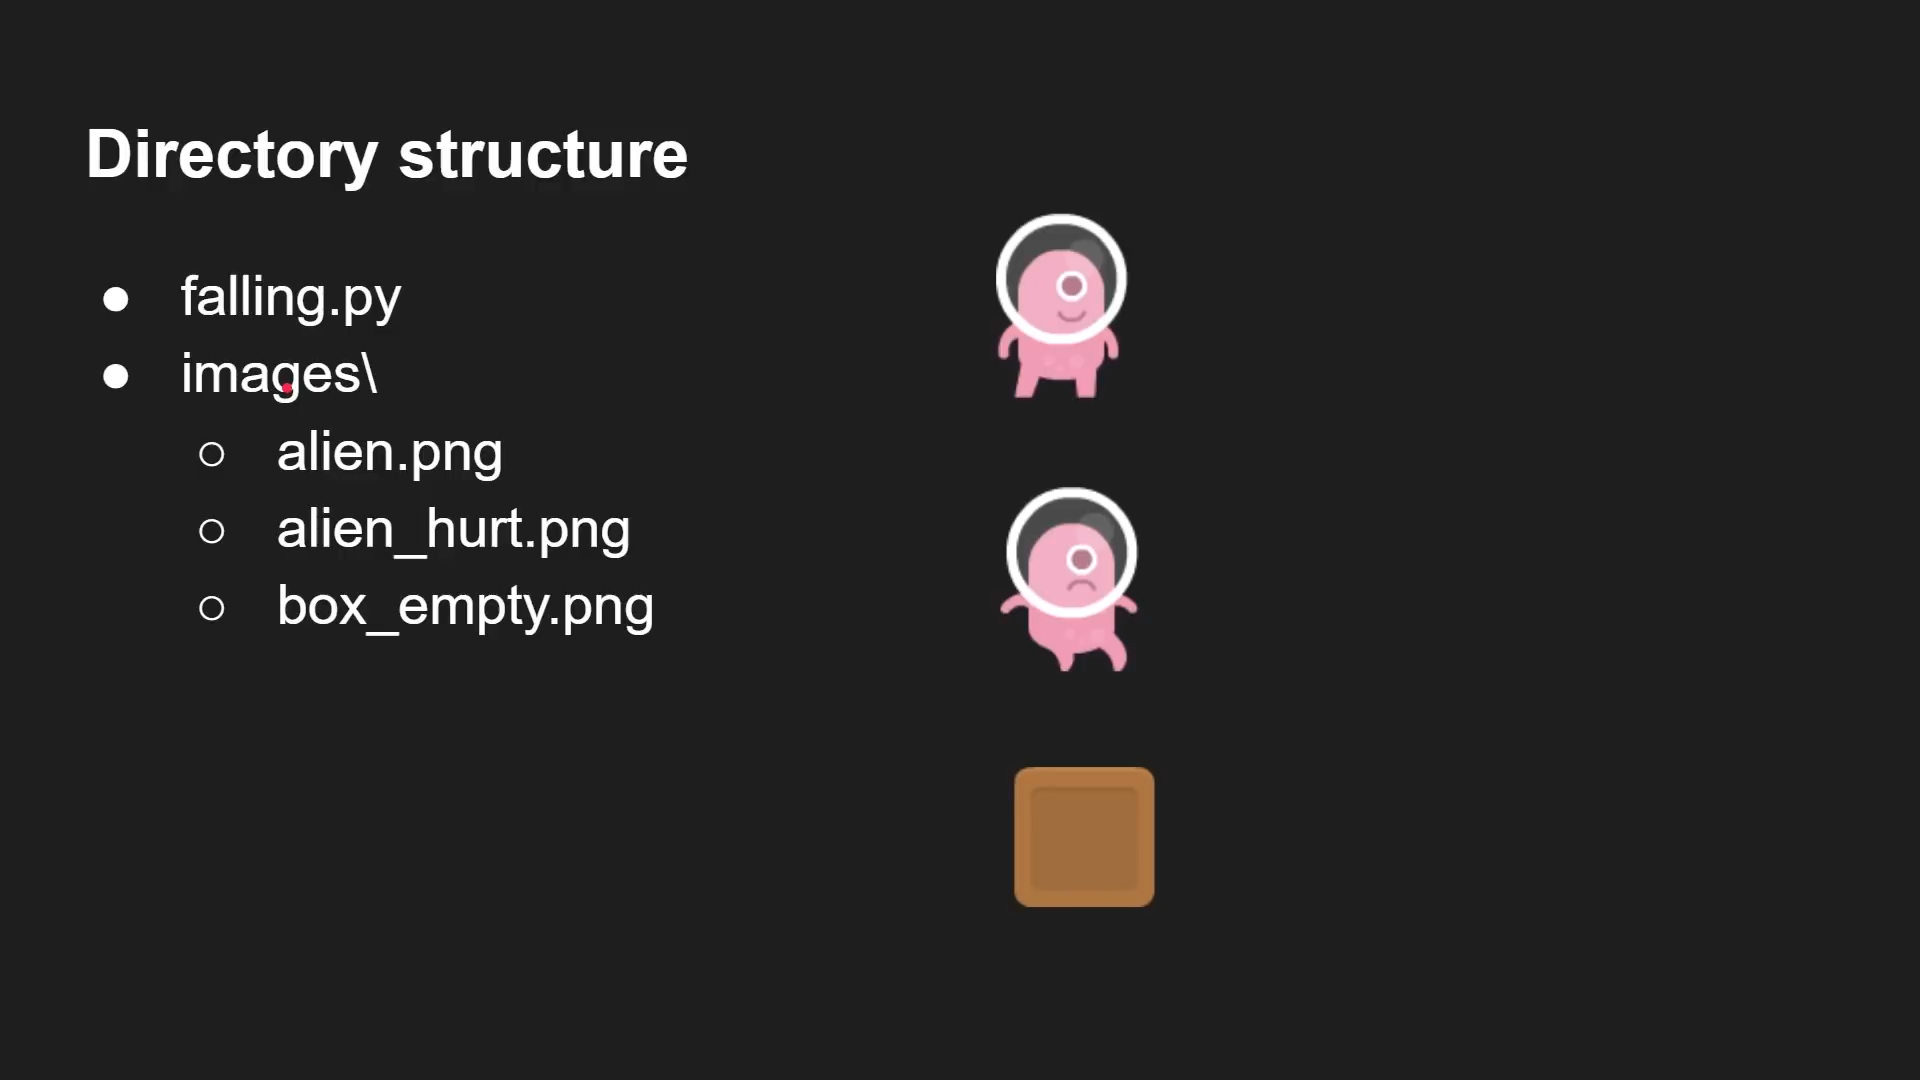 Directory structure
● falling.py
● images\
○ alien.png
○ alien_hurt.png
○ box_empty.png